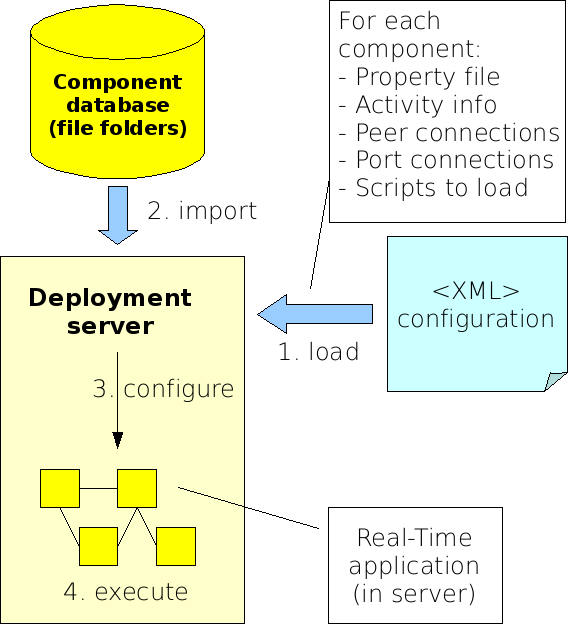 Component
database
(file folders)
For each
component:
- Property file
- Activity info
- Peer connections
- Port connections
- Scripts to load
2. import
<XML>
configuration
Deployment
server
1. load
3. configure
Real-Time
application
(in server)
4. execute